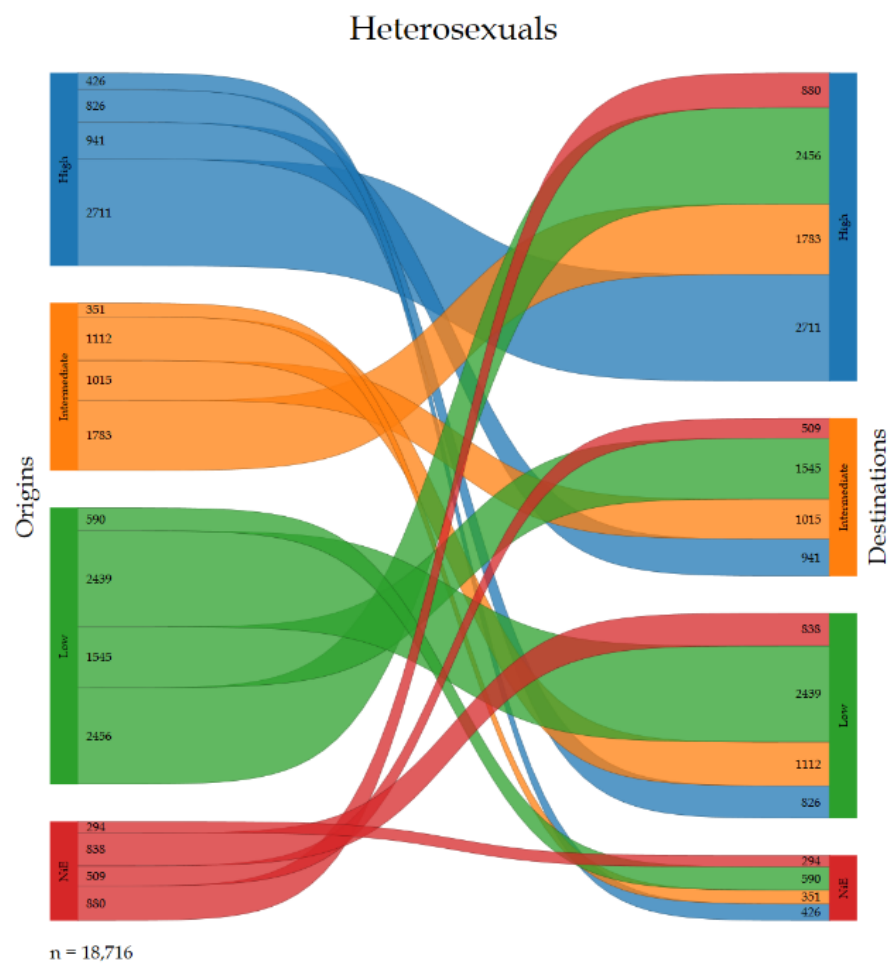 Heterosexuals
Origins
High
426
826
941
2711
Intermediate
351
1112
1015
1783
Low
590
2439
1545
2456
NiE
294
838
509
880
Destinations
High
880
2456
1783
2711
Intermediate
509
1545
1015
941
Low
838
2439
1112
826
NiE
294
590
351
426
n = 18,716